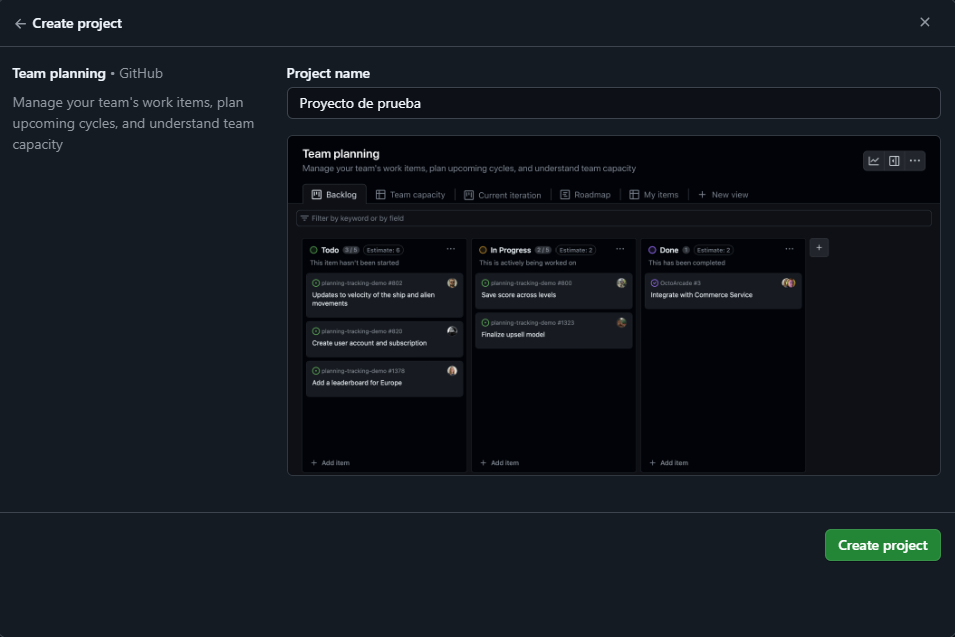 Create project
Team planning • GitHub
Manage your team's work items, plan
upcoming cycles, and understand team
capacity
Project name
Proyecto de prueba
Team planning
Manage your team's work items, plan upcoming cycles, and understand team capacity
Backlog
Team capacity
Current iteration
Roadmap
My items
+ New view
Filter by keyword or by field
Todo
Estimate: 6
This item hasn't been started
planning-tracking-demo #802
Updates to velocity of the ship and alien
movements
planning-tracking-demo #820
Create user account and subscription
planning-tracking-demo #1378
Add a leaderboard for Europe
+ Add item
In Progress
Estimate: 2
This is actively being worked on
planning-tracking-demo #805
Save score across levels
planning-tracking-demo #1323
Finalize upsell model
+ Add item
Done
Estimate: 2
This has been completed
OctoArcade #3
Integrate with Commerce Service
+ Add item
Create project